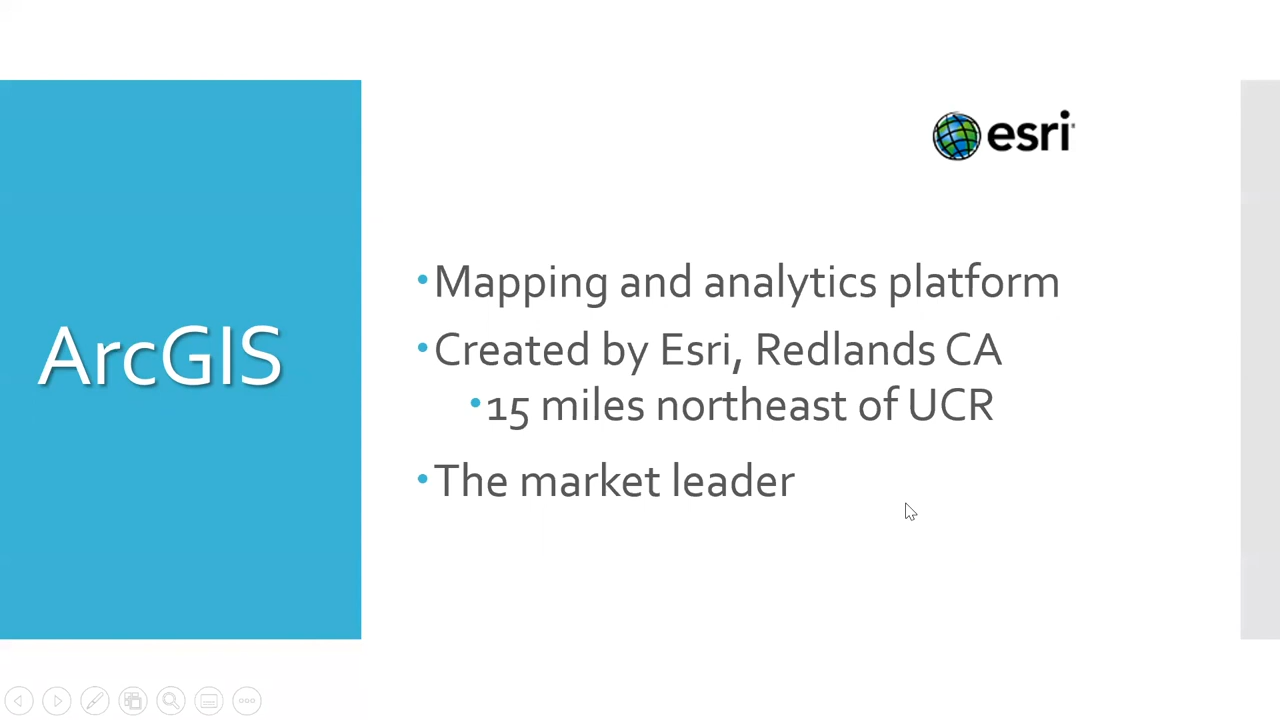 esri
ArcGIS
•Mapping and analytics platform
•Created by Esri, Redlands CA
•15 miles northeast of UCR
•The market leader